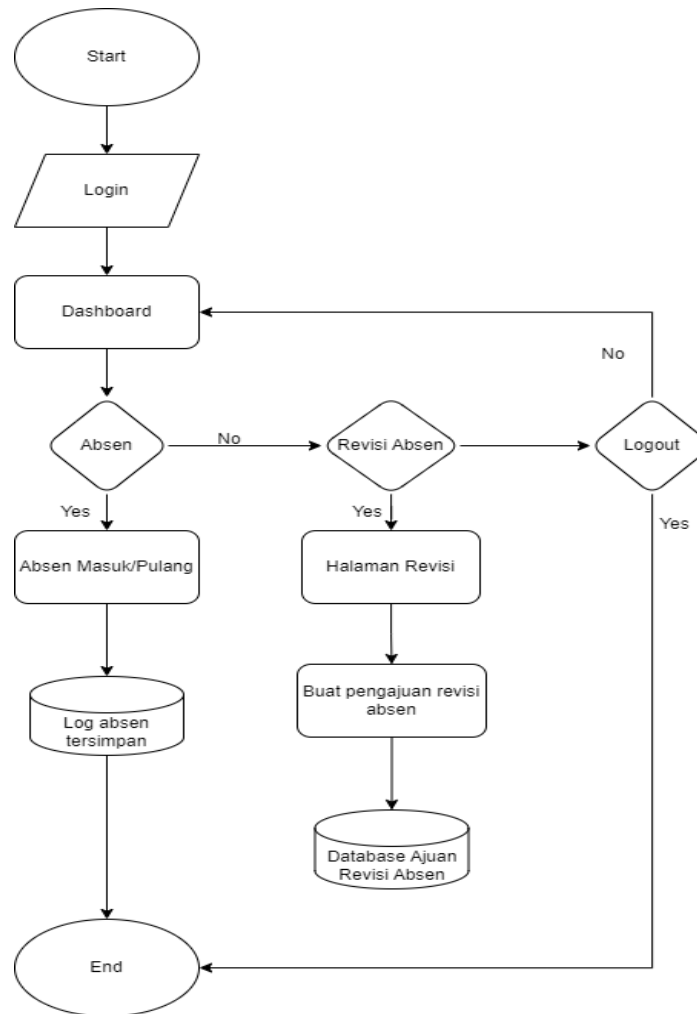 Start
Login
Dashboard
No
Absen
No
Revisi Absen
Logout
Yes
Yes
Yes
Absen Masuk/Pulang
Halaman Revisi
Buat pengajuan revisi
absen
Log absen
tersimpan
Database Ajuan
Revisi Absen
End